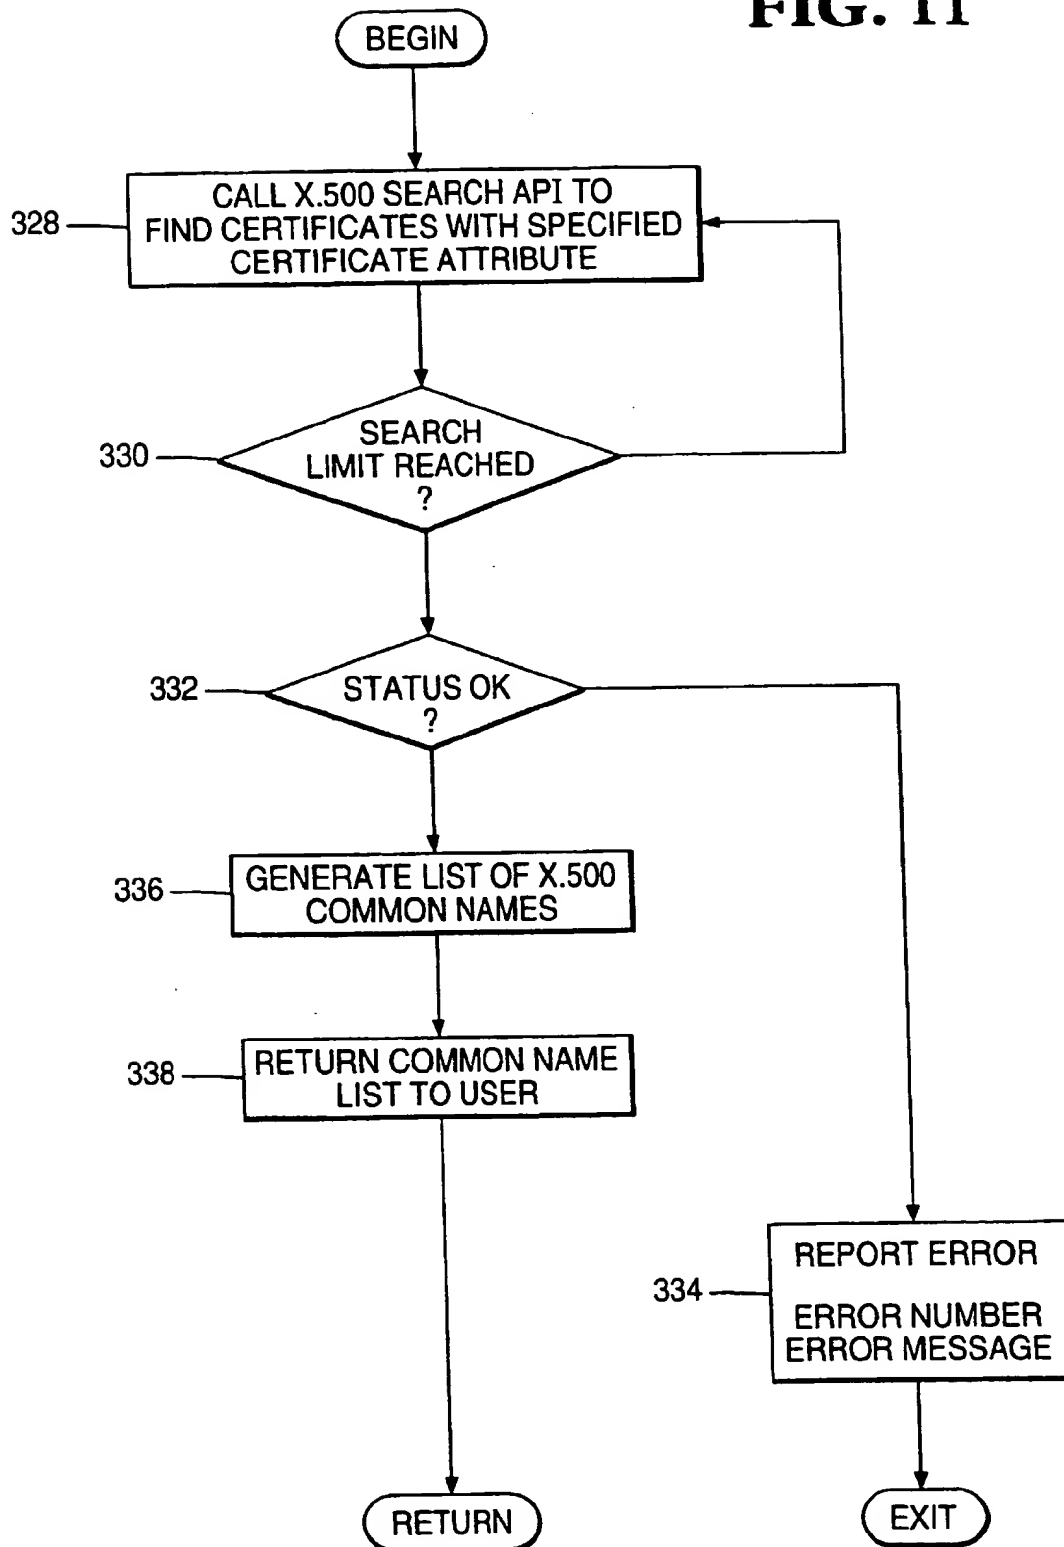 FIG. 11
BEGIN
328
CALL X.500 SEARCH API TO
FIND CERTIFICATES WITH SPECIFIED
CERTIFICATE ATTRIBUTE
330
SEARCH
LIMIT REACHED
?
332
STATUS OK
?
336
GENERATE LIST OF X.500
COMMON NAMES
338
RETURN COMMON NAME
LIST TO USER
334
REPORT ERROR
ERROR NUMBER
ERROR MESSAGE
RETURN
EXIT